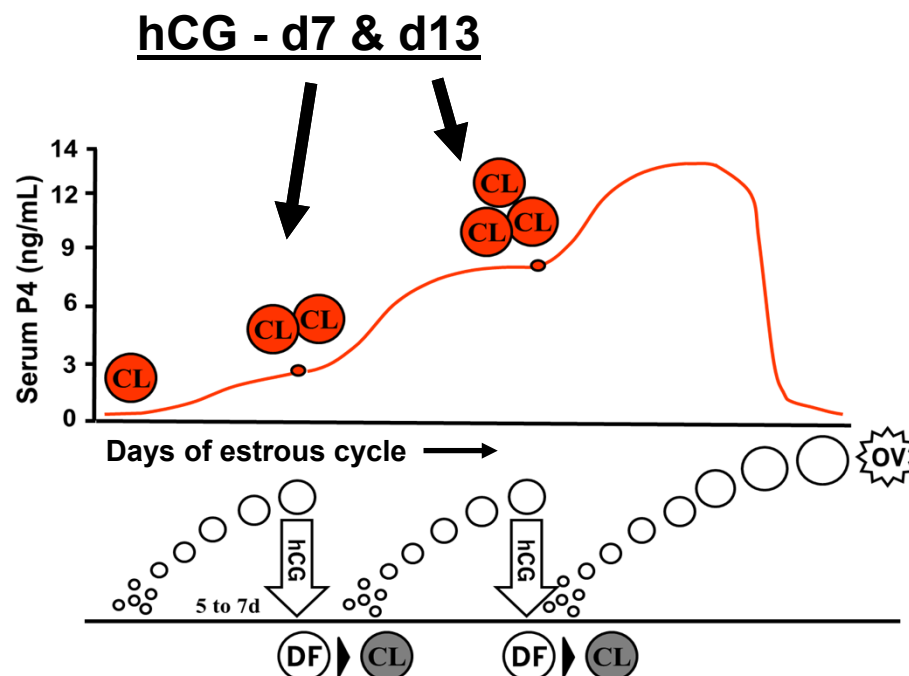 hCG - d7 & d13
Serum P4 (ng/mL)
14
12
9
6
3
0
CL
CL CL
CL
CL CL
Days of estrous cycle
OV
hCG
hCG
5 to 7d
DF CL
DF CL